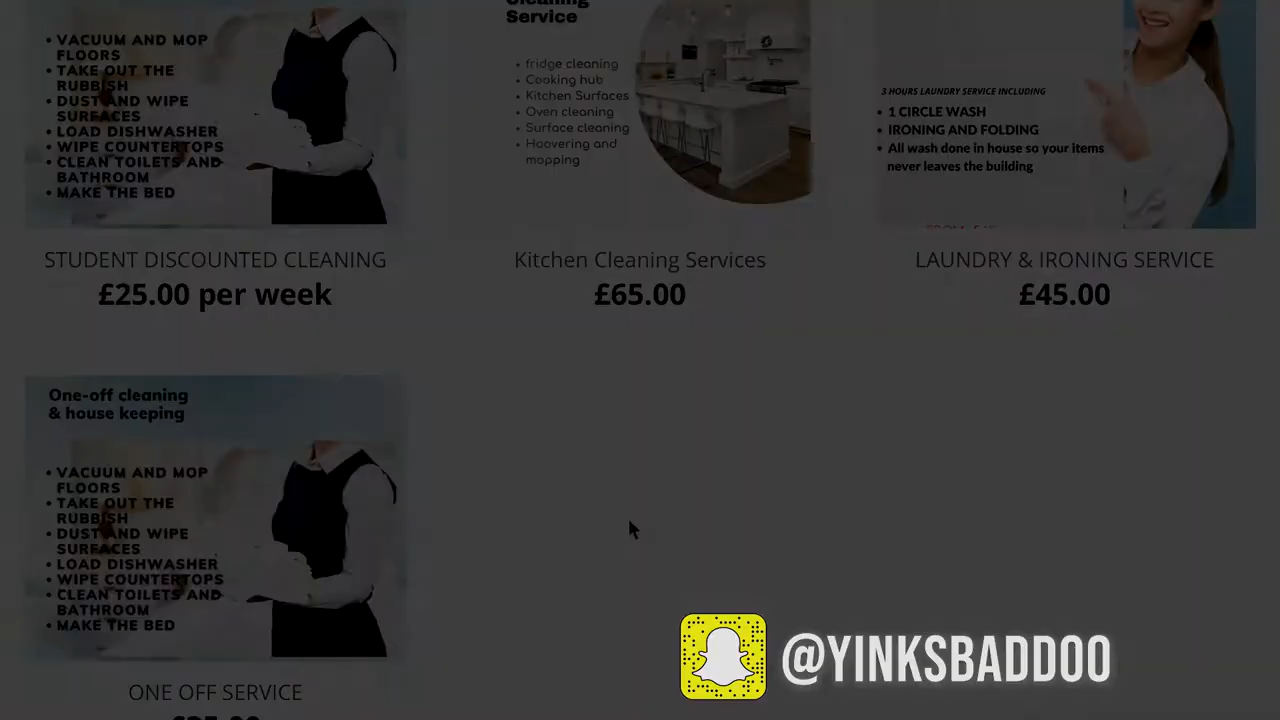 • VACUUM AND MOP
FLOORS
• TAKE OUT THE
RUBBISH
• DUST AND WIPE
SURFACES
• LOAD DISHWASHER
• WIPE COUNTERTOPS
• CLEAN TOILETS AND
BATHROOM
• MAKE THE BED
STUDENT DISCOUNTED CLEANING
£25.00 per week
Cleaning
Service
• fridge cleaning
• Cooking hub
• Kitchen Surfaces
• Oven cleaning
• Surface cleaning
• Hoovering and
mopping
Kitchen Cleaning Services
£65.00
3 HOURS LAUNDRY SERVICE INCLUDING
• 1 CIRCLE WASH
• IRONING AND FOLDING
• All wash done in house so your items
never leaves the building
LAUNDRY & IRONING SERVICE
£45.00
One-off cleaning
& house keeping
• VACUUM AND MOP
FLOORS
• TAKE OUT THE
RUBBISH
• DUST AND WIPE
SURFACES
• LOAD DISHWASHER
• WIPE COUNTERTOPS
• CLEAN TOILETS AND
BATHROOM
• MAKE THE BED
ONE OFF SERVICE
@YINKSBADDOO